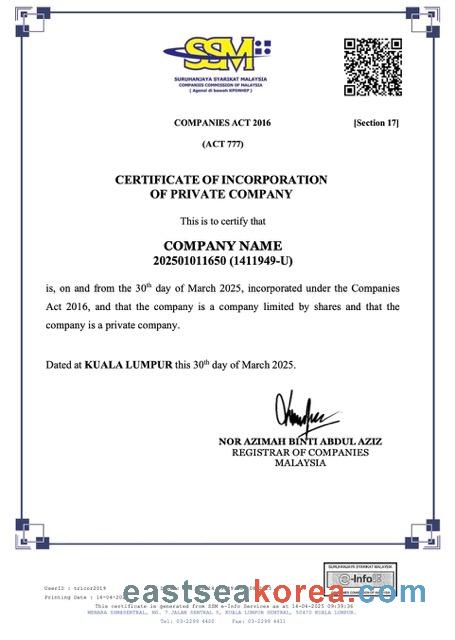 SSM
SURUHANJAYA SYARIKAT MALAYSIA
COMPANIES COMMISSION OF MALAYSIA
( Agensi di bawah KPDNHEP )
COMPANIES ACT 2016 [Section 17]
(ACT 777)
CERTIFICATE OF INCORPORATION
OF PRIVATE COMPANY
This is to certify that
COMPANY NAME
202501011650 (1411949-U)
is, on and from the 30th day of March 2025, incorporated under the Companies
Act 2016, and that the company is a company limited by shares and that the
company is a private company.
Dated at KUALA LUMPUR this 30th day of March 2025.
NOR AZIMAH BINTI ABDUL AZIZ
REGISTRAR OF COMPANIES
MALAYSIA
SURUHANJAYA SYARIKAT MALAYSIA
e-Info
COMPANIES COMMISSION OF MALAYSIA
UserID : tricor2019
Printing Date : 14-04-
eastseakorea.com
This certificate is generated from SSM e-Info Services as at 14-04-2025 09:39:36
MENARA SSM@SENTRAL, NO. 7 JALAN SENTRAL 5, KUALA LUMPUR SENTRAL, 50470 KUALA LUMPUR.
Tel: 03-2299 4400 Fax: 03-2299 4411